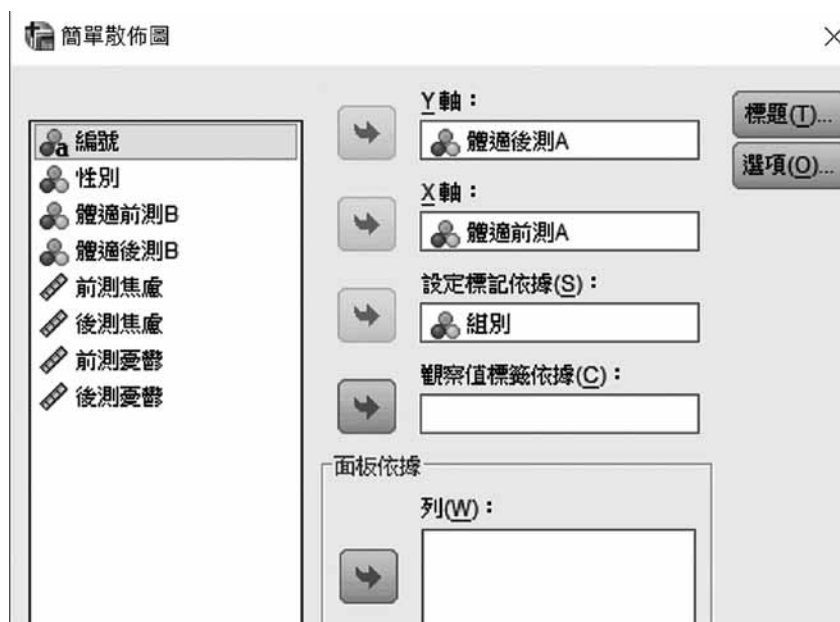 簡單散佈圖
編號
性別
體適前測B
體適後測B
前測焦慮
後測焦慮
前測憂鬱
後測憂鬱
Y 軸：
體適後測A
X 軸：
體適前測A
設定標記依據(S)：
組別
觀察值標籤依據(C)：
面板依據
列(W)：
標題(T)...
選項(O)...